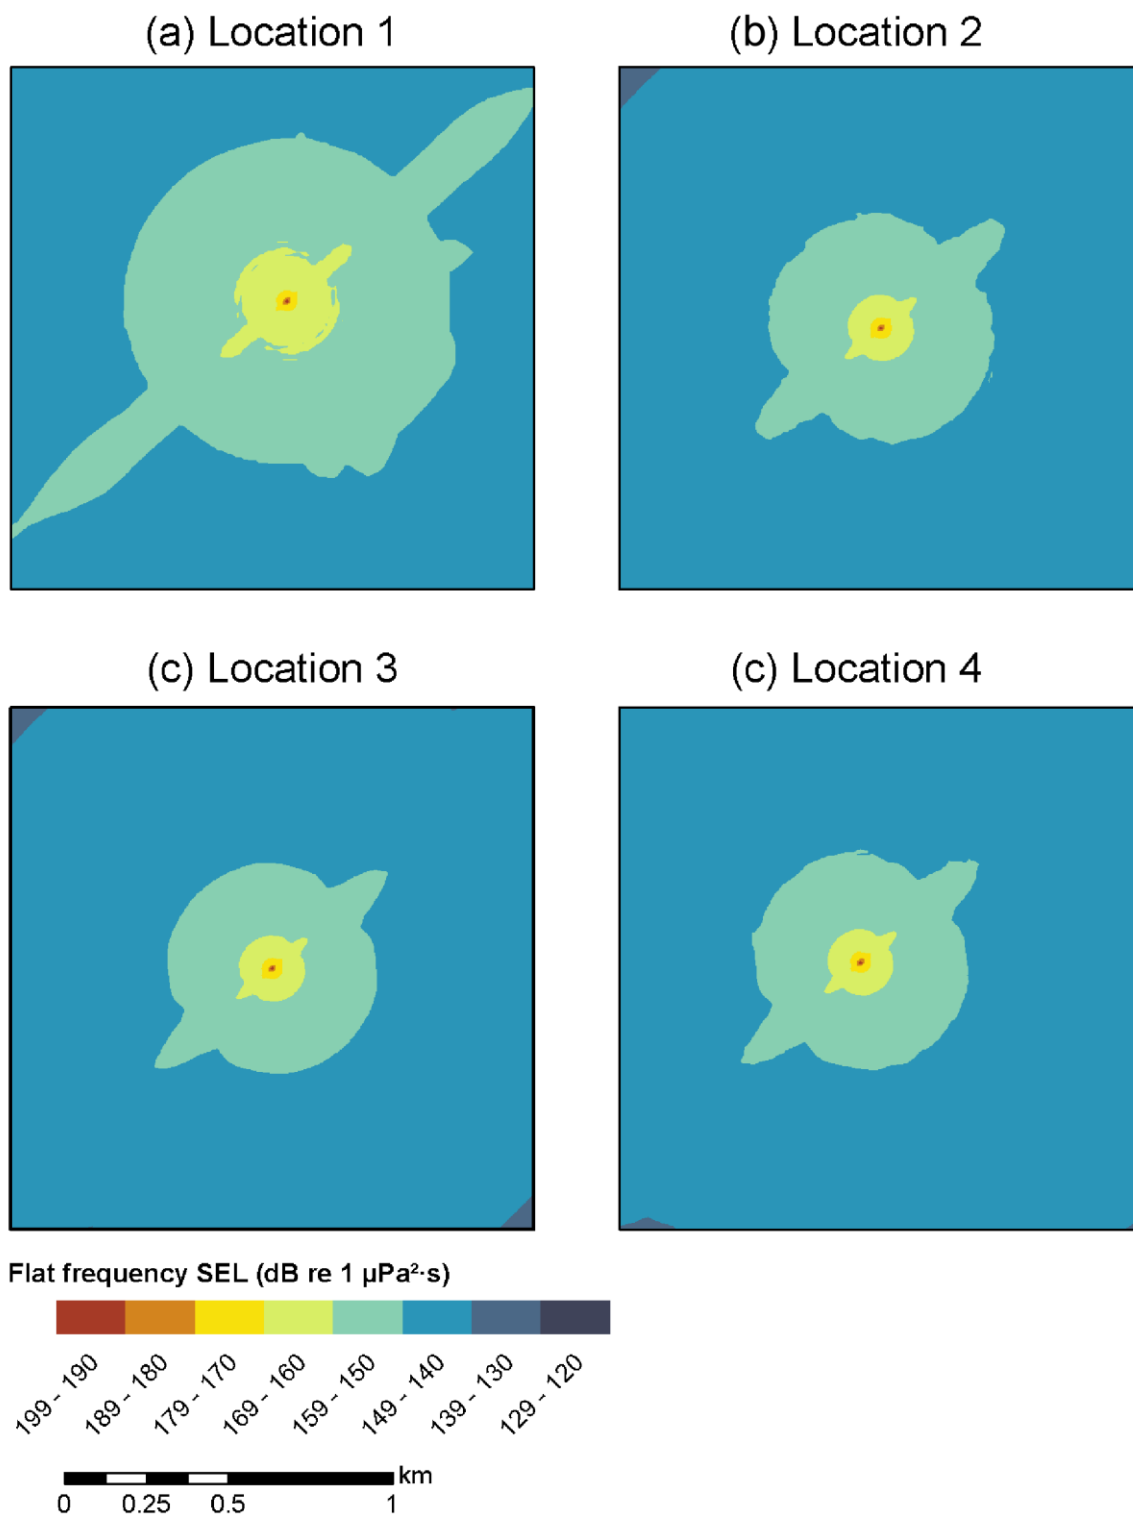 (a) Location 1
(b) Location 2
(c) Location 3
(c) Location 4
Flat frequency SEL (dB re 1 µPa²·s)
199 - 190
189 - 180
179 - 170
169 - 160
159 - 150
149 - 140
139 - 130
129 - 120
km
0 0.25 0.5 1